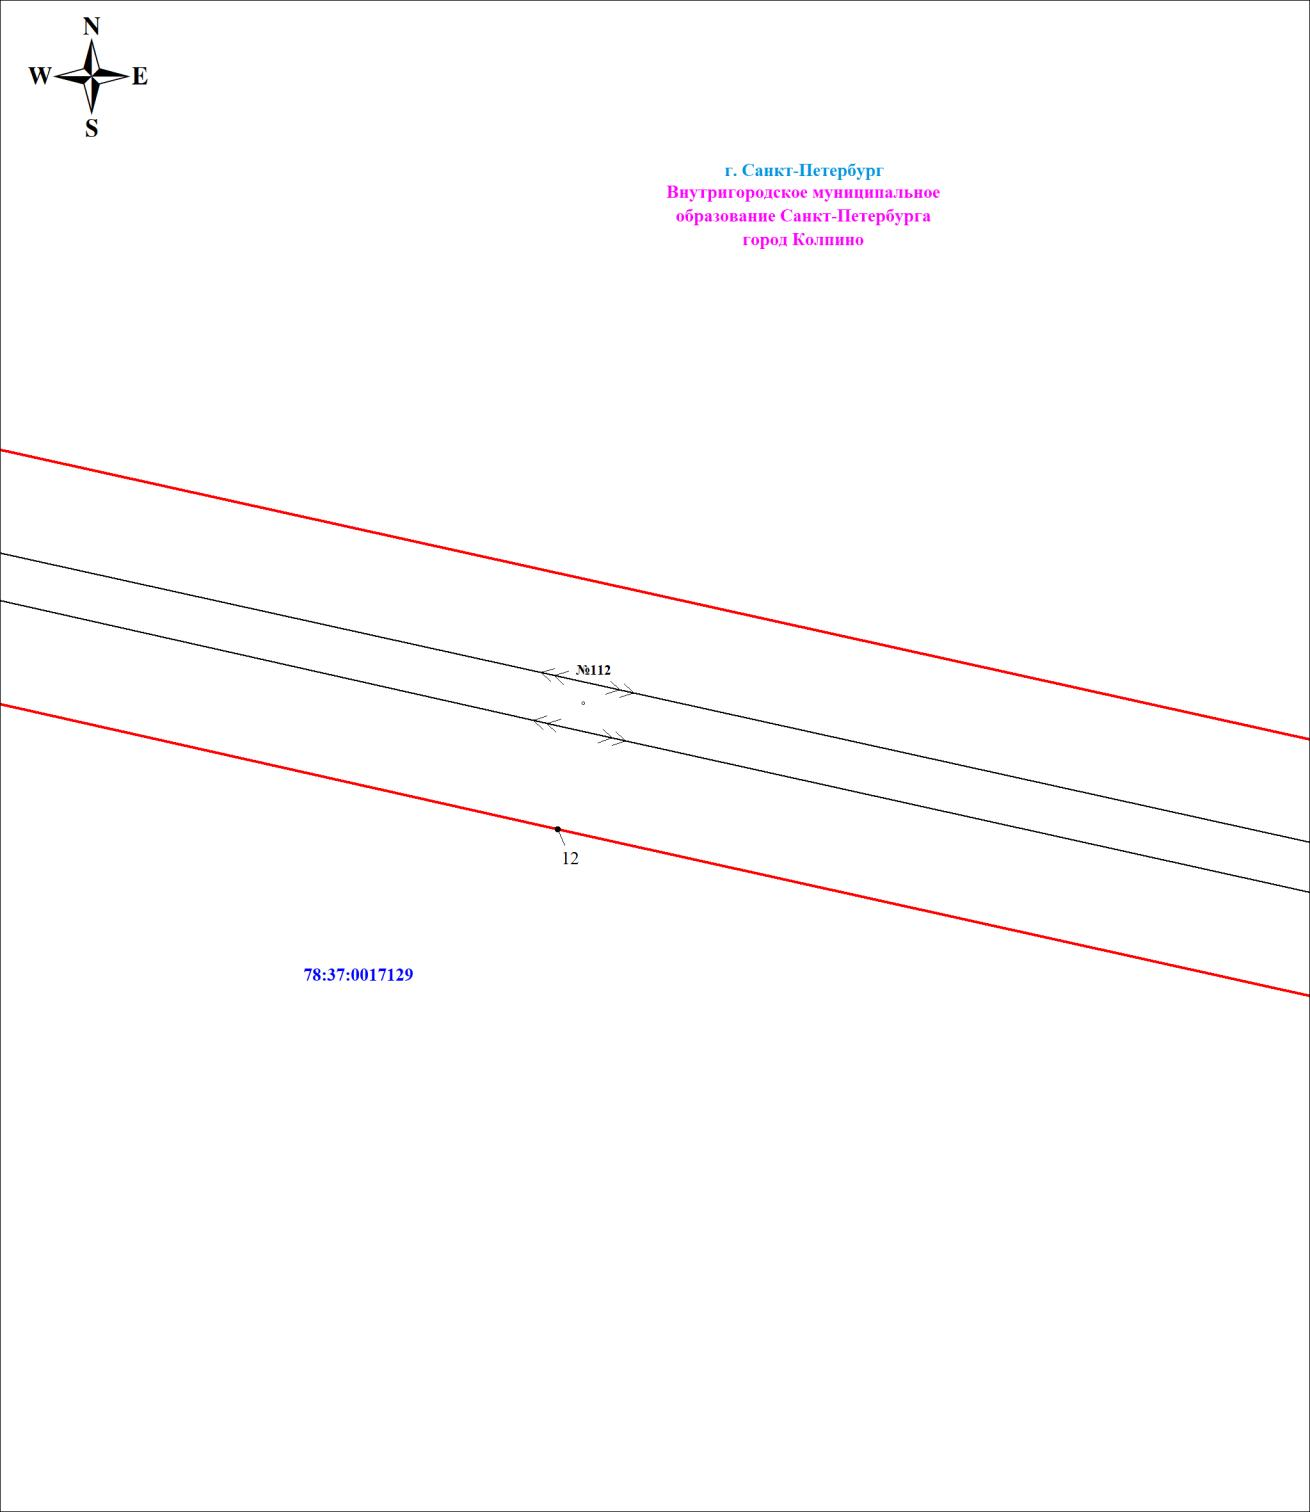 N
W E
S
г. Санкт-Петербург
Внутригородское муниципальное
образование Санкт-Петербурга
город Колпино
№112
12
78:37:0017129